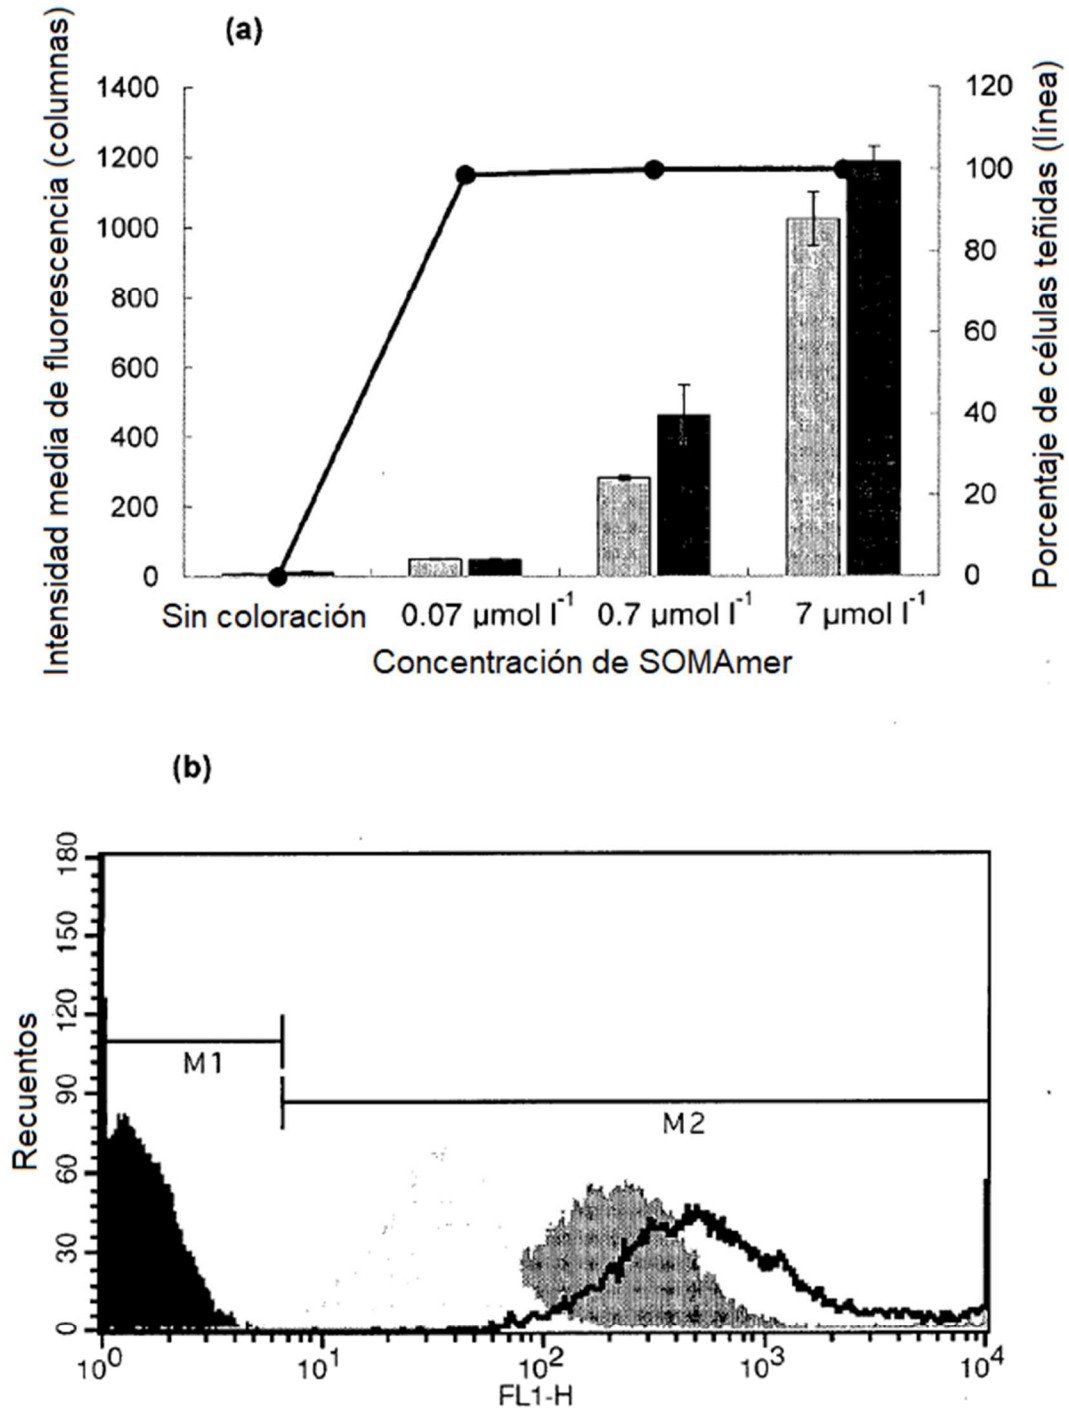 (a)
Intensidad media de fluorescencia (columnas)
1400
1200
1000
800
600
400
200
0
120
100
80
60
40
20
0
Porcentaje de células teñidas (línea)
Sin coloración 0.07 µmol l⁻¹ 0.7 µmol l⁻¹ 7 µmol l⁻¹
Concentración de SOMAmer
(b)
Recuentos
180
150
120
90
60
30
0
M1
M2
10⁰ 10¹ 10² 10³ 10⁴
FL1-H